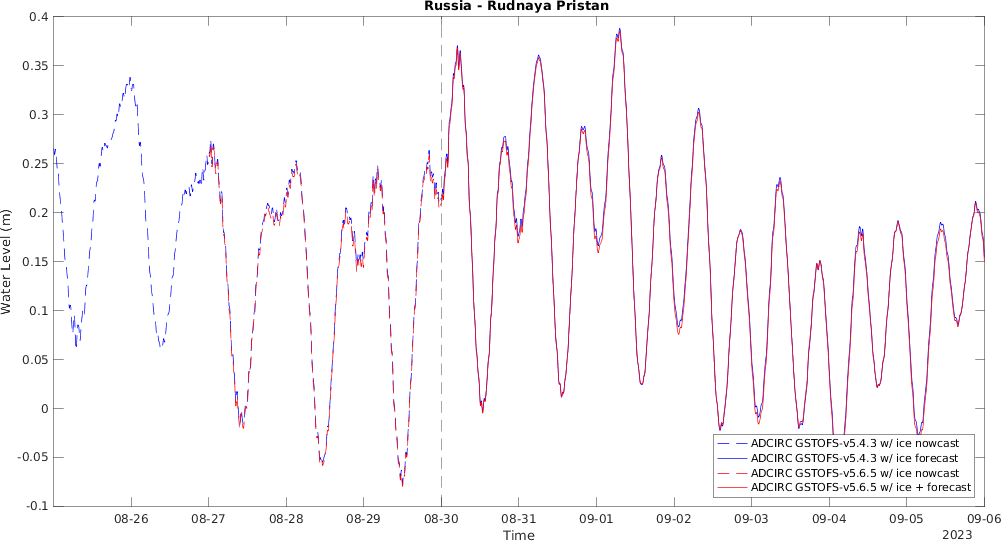 Russia - Rudnaya Pristan
0.4
0.35
0.3
0.25
0.2
0.15
0.1
0.05
0
-0.05
-0.1
Water Level (m)
ADCIRC GSTOFS-v5.4.3 w/ ice nowcast
ADCIRC GSTOFS-v5.4.3 w/ ice forecast
ADCIRC GSTOFS-v5.6.5 w/ ice nowcast
ADCIRC GSTOFS-v5.6.5 w/ ice + forecast
08-26 08-27 08-28 08-29 08-30 08-31 09-01 09-02 09-03 09-04 09-05 09-06
Time
2023